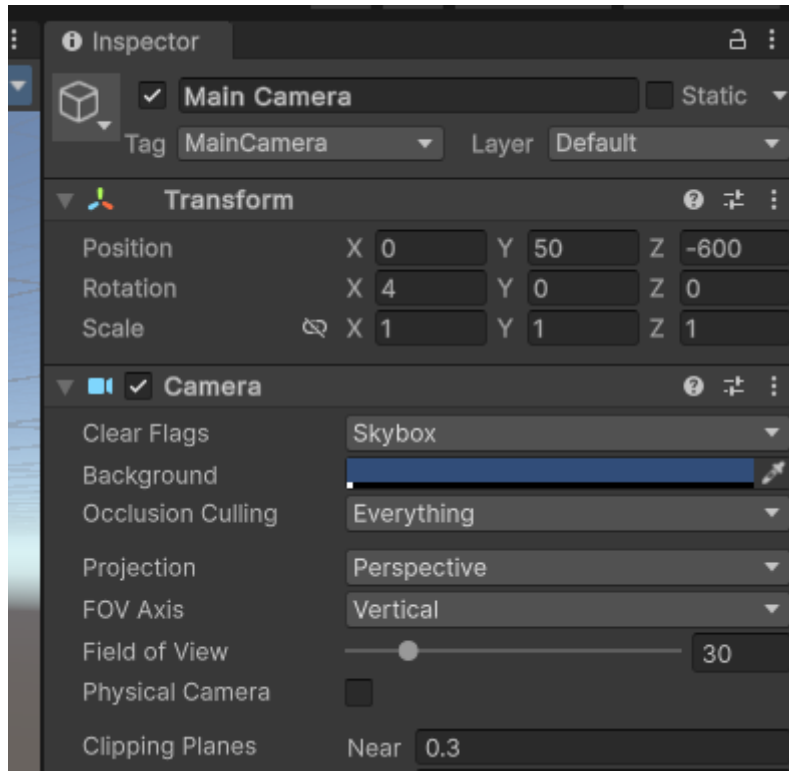 Inspector
Main Camera Static
Tag MainCamera Layer Default
Transform
Position X 0 Y 50 Z -600
Rotation X 4 Y 0 Z 0
Scale X 1 Y 1 Z 1
Camera
Clear Flags Skybox
Background
Occlusion Culling Everything
Projection Perspective
FOV Axis Vertical
Field of View 30
Physical Camera
Clipping Planes Near 0.3